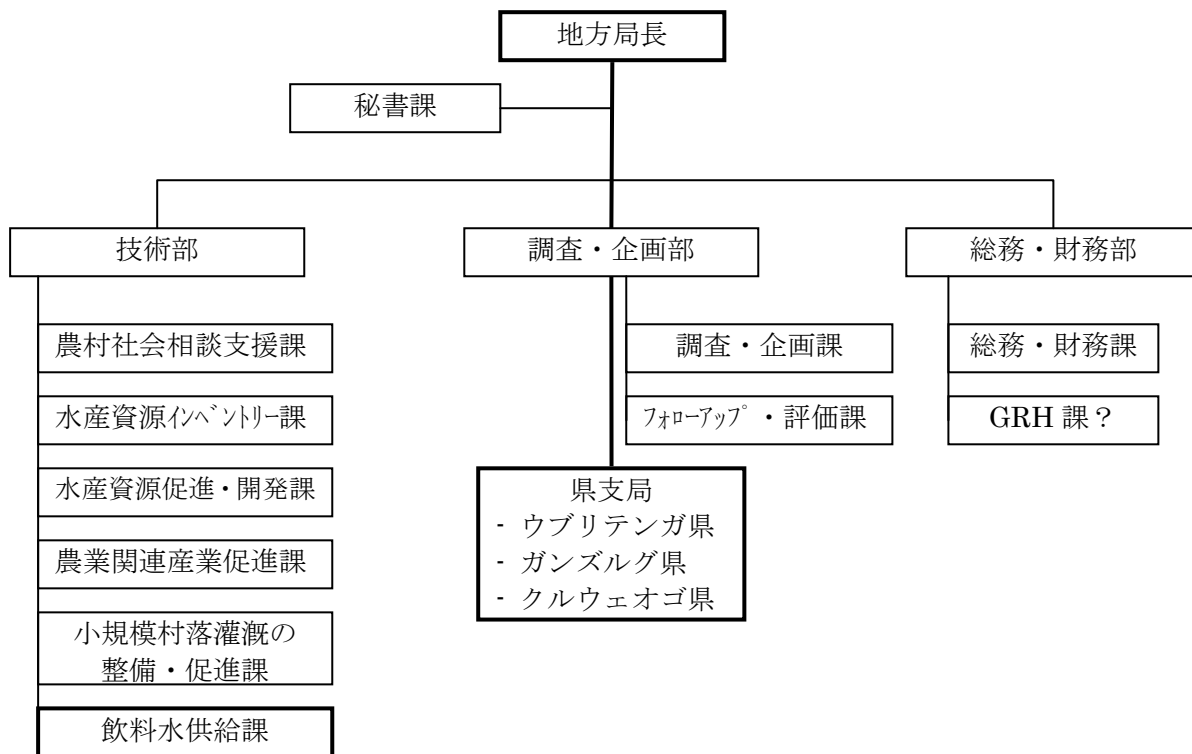 地方局長
秘書課
技術部
調査・企画部
総務・財務部
農村社会相談支援課
水産資源ｲﾝﾍﾞﾝﾄﾘｰ課
水産資源促進・開発課
農業関連産業促進課
小規模村落灌漑の
整備・促進課
飲料水供給課
調査・企画課
ﾌｫﾛｰｱｯﾌﾟ・評価課
県支局
- ウブリテンガ県
- ガンズルグ県
- クルウェオゴ県
総務・財務課
GRH 課？